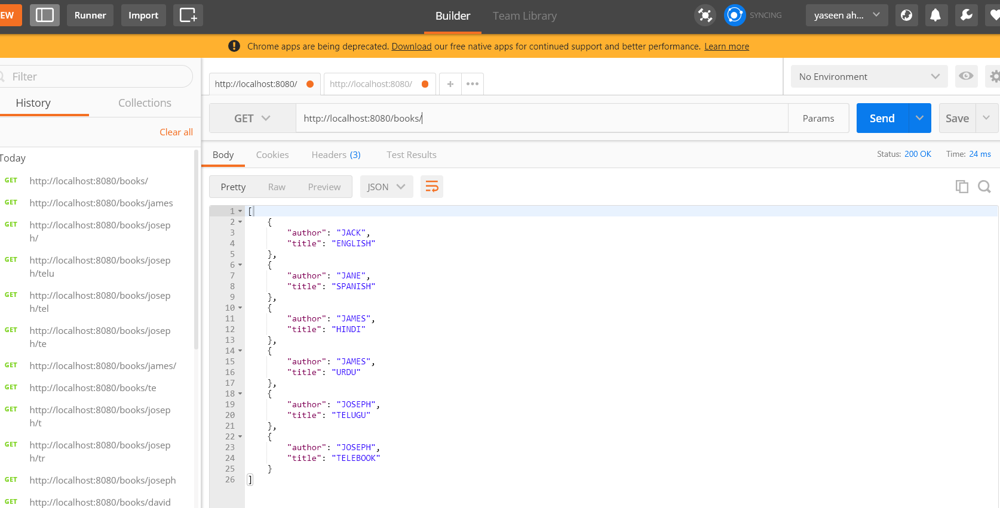 EW
Runner
Import
Builder
Team Library
SYNCING
yaseen ah...
Chrome apps are being deprecated. Download our free native apps for continued support and better performance. Learn more
Filter
History
Collections
Clear all
Today
GET http://localhost:8080/books/
GET http://localhost:8080/books/james
GET http://localhost:8080/books/josep
h/
GET http://localhost:8080/books/josep
h/telu
GET http://localhost:8080/books/josep
h/tel
GET http://localhost:8080/books/josep
h/te
GET http://localhost:8080/books/james/
GET http://localhost:8080/books/te
GET http://localhost:8080/books/josep
h/t
GET http://localhost:8080/books/josep
h/tr
GET http://localhost:8080/books/joseph
GET http://localhost:8080/books/david
http://localhost:8080/
http://localhost:8080/
+
•••
No Environment
GET
http://localhost:8080/books/
Params
Send
Save
Body
Cookies
Headers (3)
Test Results
Status: 200 OK
Time: 24 ms
Pretty
Raw
Preview
JSON
1 [
2 {
3 "author": "JACK",
4 "title": "ENGLISH"
5 },
6 {
7 "author": "JANE",
8 "title": "SPANISH"
9 },
10 {
11 "author": "JAMES",
12 "title": "HINDI"
13 },
14 {
15 "author": "JAMES",
16 "title": "URDU"
17 },
18 {
19 "author": "JOSEPH",
20 "title": "TELUGU"
21 },
22 {
23 "author": "JOSEPH",
24 "title": "TELEBOOK"
25 }
26 ]